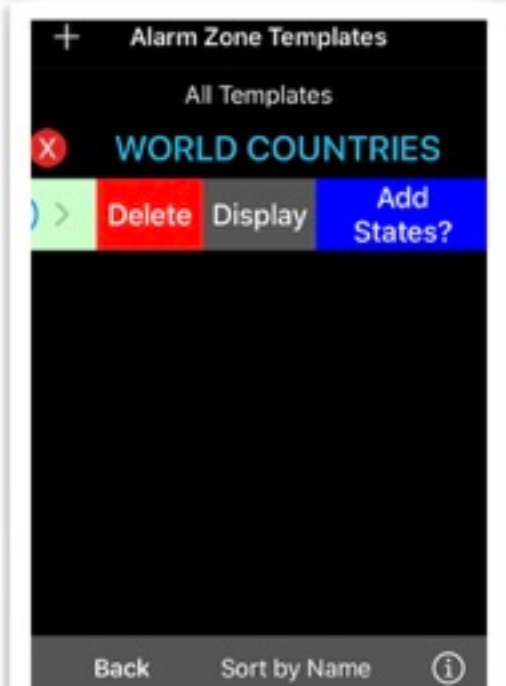 + Alarm Zone Templates
All Templates
X WORLD COUNTRIES
) > Delete Display Add States?
Back Sort by Name i